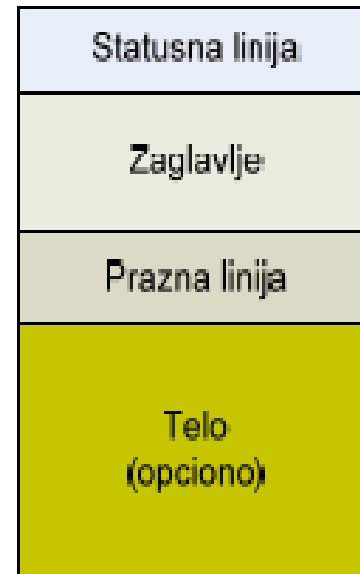 Statusna linija
Zaglavlje
Prazna linija
Telo
(opciono)